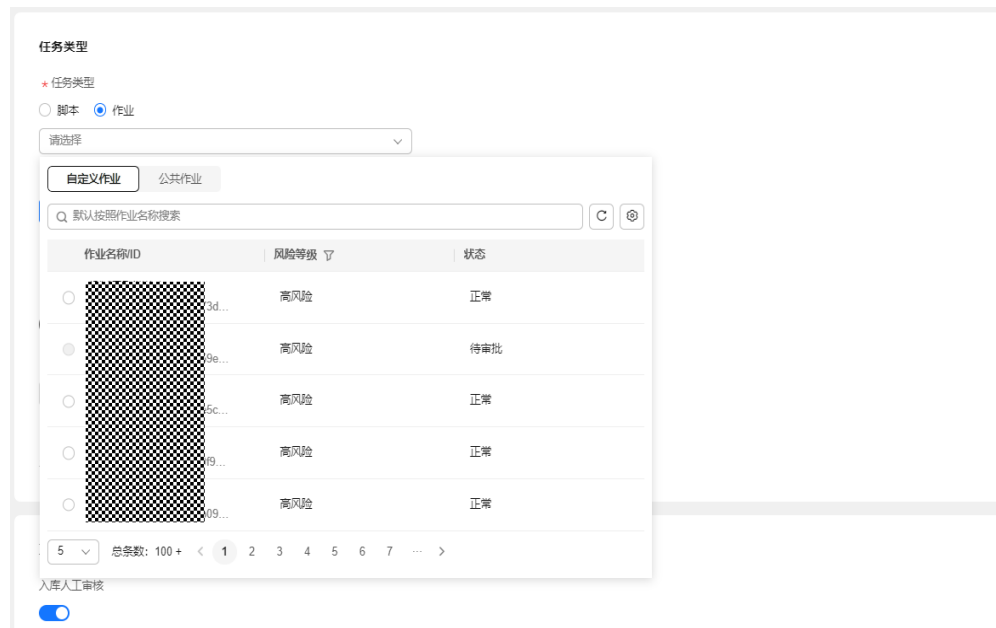 任务类型
* 任务类型
脚本 作业
请选择
自定义作业 公共作业
默认按照作业名称搜索
作业名称/ID 风险等级 状态
高风险 正常
73d...
高风险 待审批
9e...
高风险 正常
5c...
高风险 正常
f9...
高风险 正常
09...
5 总条数: 100 + < 1 2 3 4 5 6 7 ... >
入库人工审核